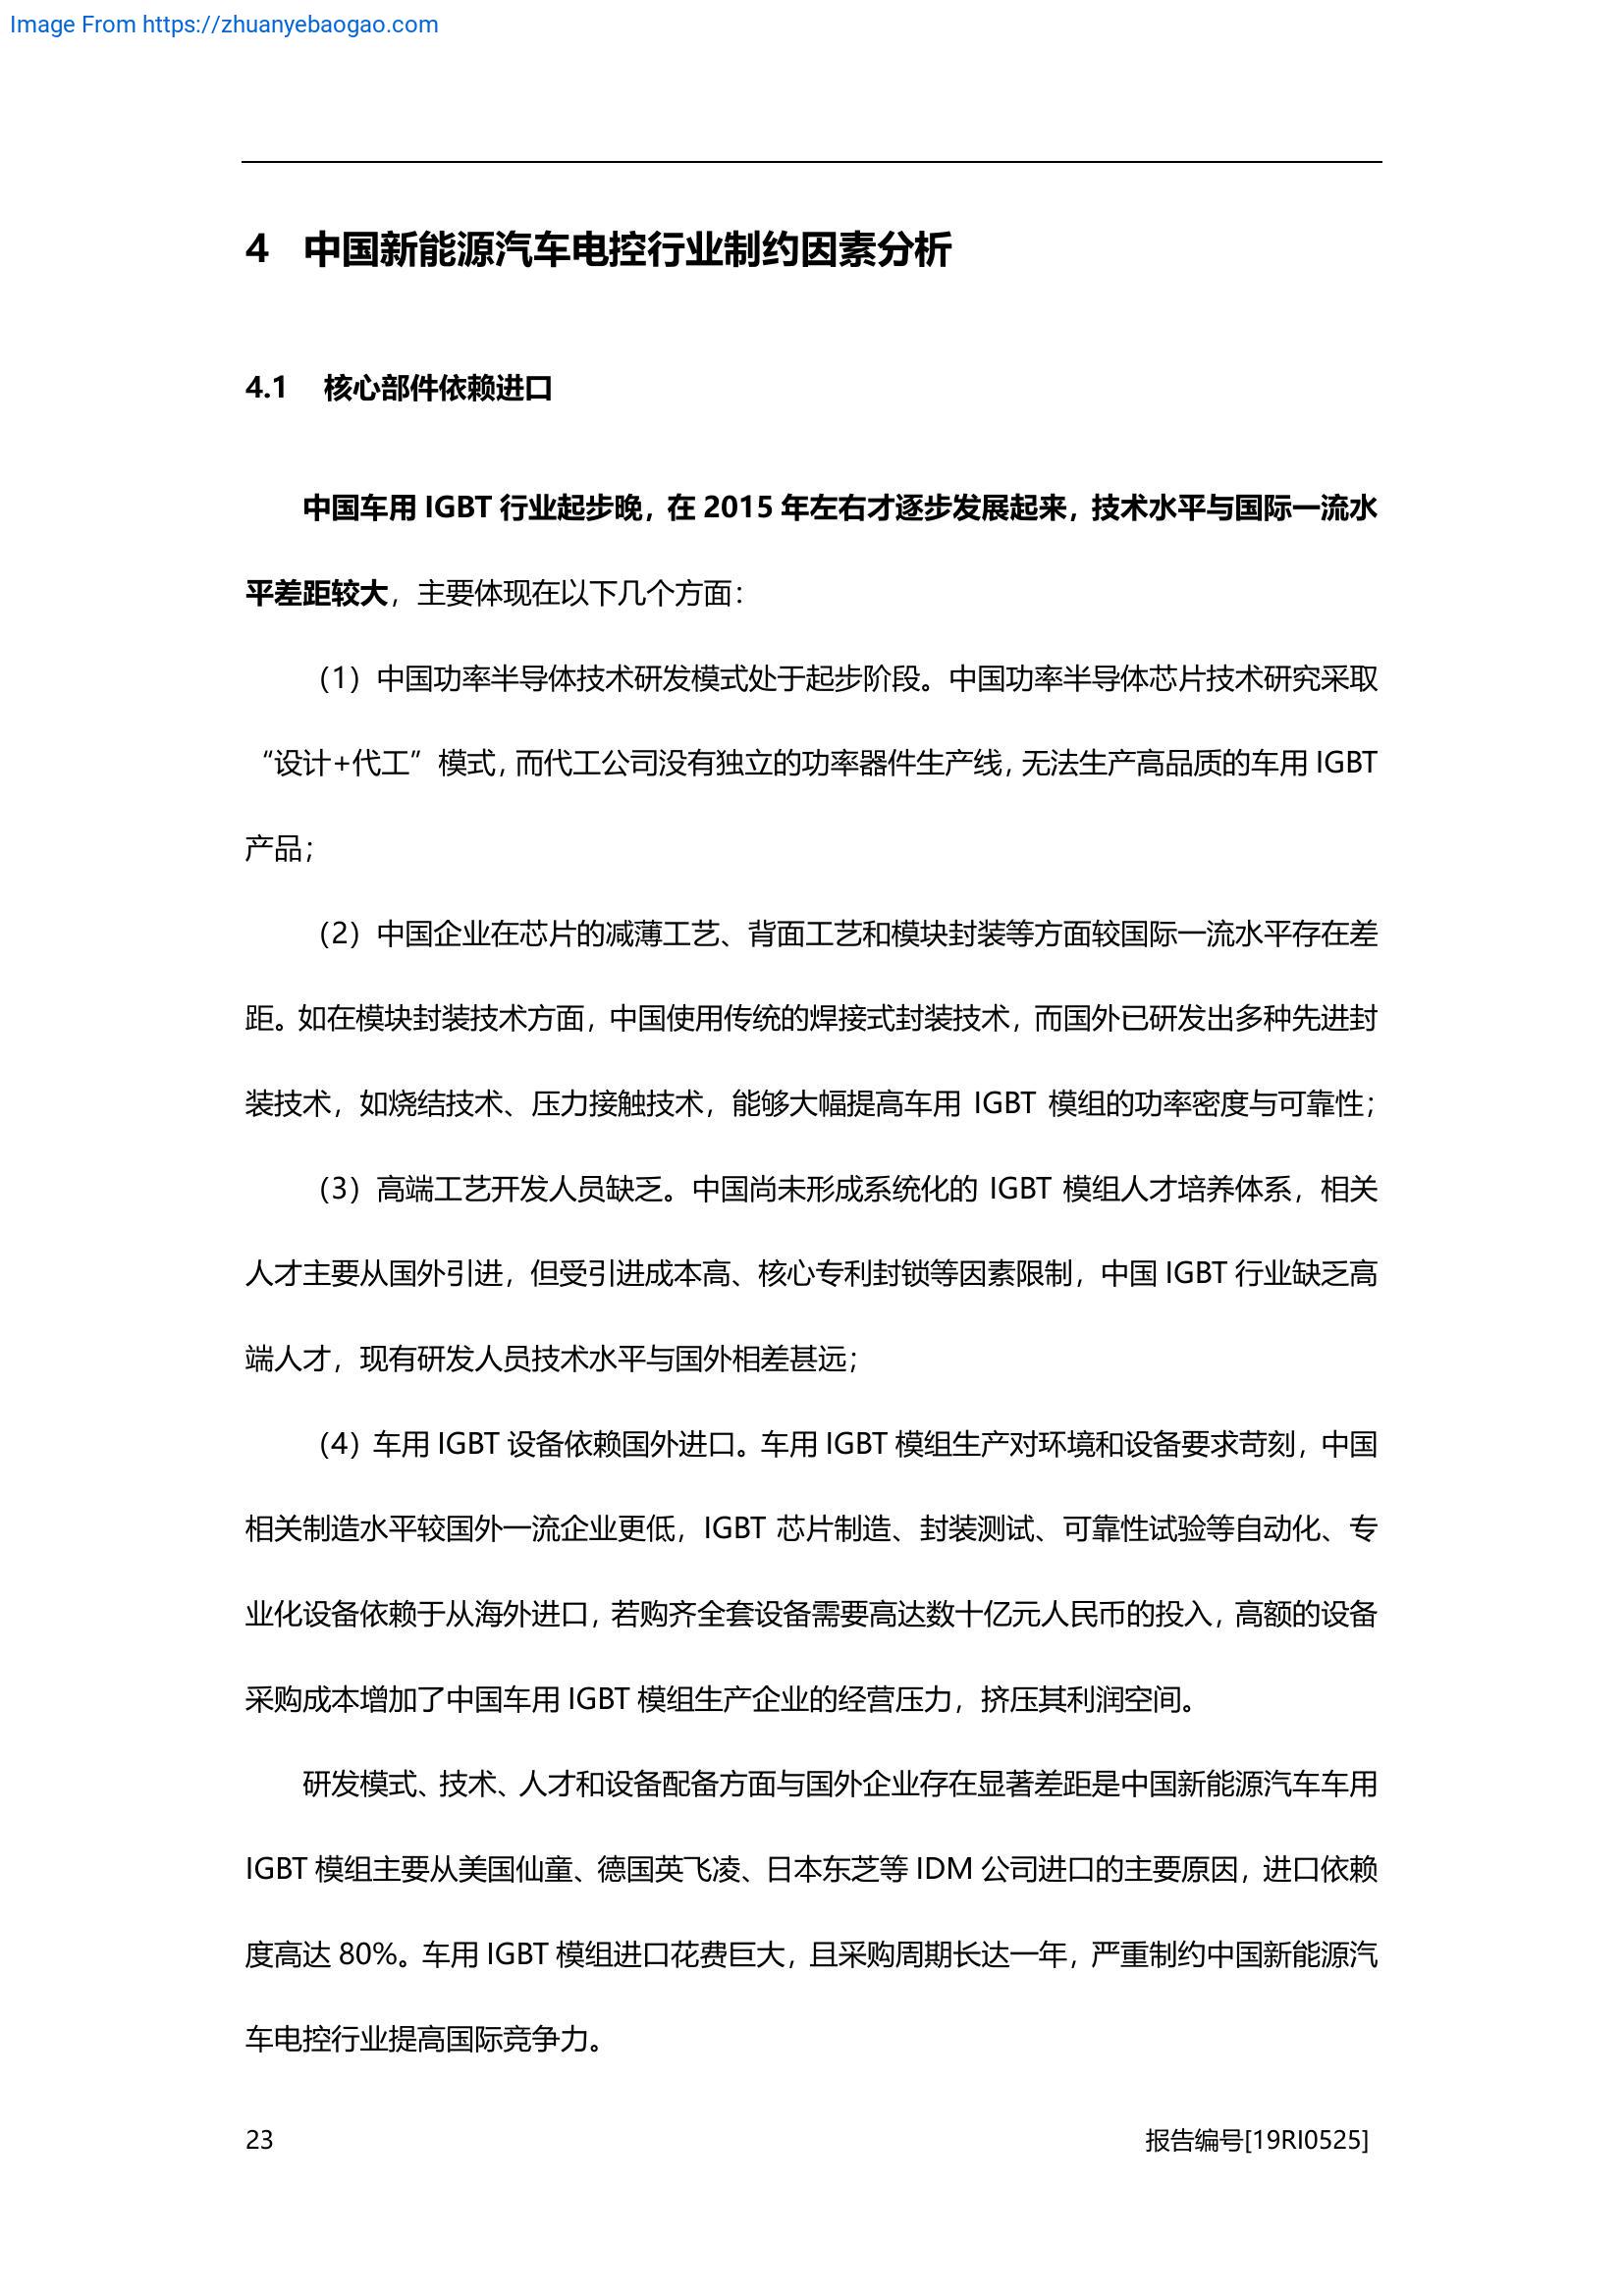 Image From https://zhuanyebaogao.com
4 中国新能源汽车电控行业制约因素分析
4.1 核心部件依赖进口
中国车用 IGBT 行业起步晚，在 2015 年左右才逐步发展起来，技术水平与国际一流水
平差距较大，主要体现在以下几个方面：
（1）中国功率半导体技术研发模式处于起步阶段。中国功率半导体芯片技术研究采取
“设计+代工”模式，而代工公司没有独立的功率器件生产线，无法生产高品质的车用 IGBT
产品；
（2）中国企业在芯片的减薄工艺、背面工艺和模块封装等方面较国际一流水平存在差
距。如在模块封装技术方面，中国使用传统的焊接式封装技术，而国外已研发出多种先进封
装技术，如烧结技术、压力接触技术，能够大幅提高车用 IGBT 模组的功率密度与可靠性；
（3）高端工艺开发人员缺乏。中国尚未形成系统化的 IGBT 模组人才培养体系，相关
人才主要从国外引进，但受引进成本高、核心专利封锁等因素限制，中国 IGBT 行业缺乏高
端人才，现有研发人员技术水平与国外相差甚远；
（4）车用 IGBT 设备依赖国外进口。车用 IGBT 模组生产对环境和设备要求苛刻，中国
相关制造水平较国外一流企业更低，IGBT 芯片制造、封装测试、可靠性试验等自动化、专
业化设备依赖于从海外进口，若购齐全套设备需要高达数十亿元人民币的投入，高额的设备
采购成本增加了中国车用 IGBT 模组生产企业的经营压力，挤压其利润空间。
研发模式、技术、人才和设备配备方面与国外企业存在显著差距是中国新能源汽车车用
IGBT 模组主要从美国仙童、德国英飞凌、日本东芝等 IDM 公司进口的主要原因，进口依赖
度高达 80%。车用 IGBT 模组进口花费巨大，且采购周期长达一年，严重制约中国新能源汽
车电控行业提高国际竞争力。
23 报告编号[19RI0525]